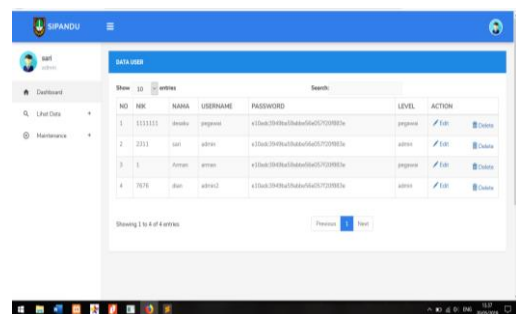 SIPANDU
sari
admin
Dashboard
Lihat Data
Maintenance
DATA USER
Show 10 entries
Search:
NO NIK NAMA USERNAME PASSWORD LEVEL ACTION
1 1111111 pegawai pegawai Edit Delete
2 2311 sari admin admin Edit Delete
3 1 Arman arman pegawai Edit Delete
4 7676 dian admin2 admin Edit Delete
Showing 1 to 4 of 4 entries
Previous 1 Next
ENG 15.37